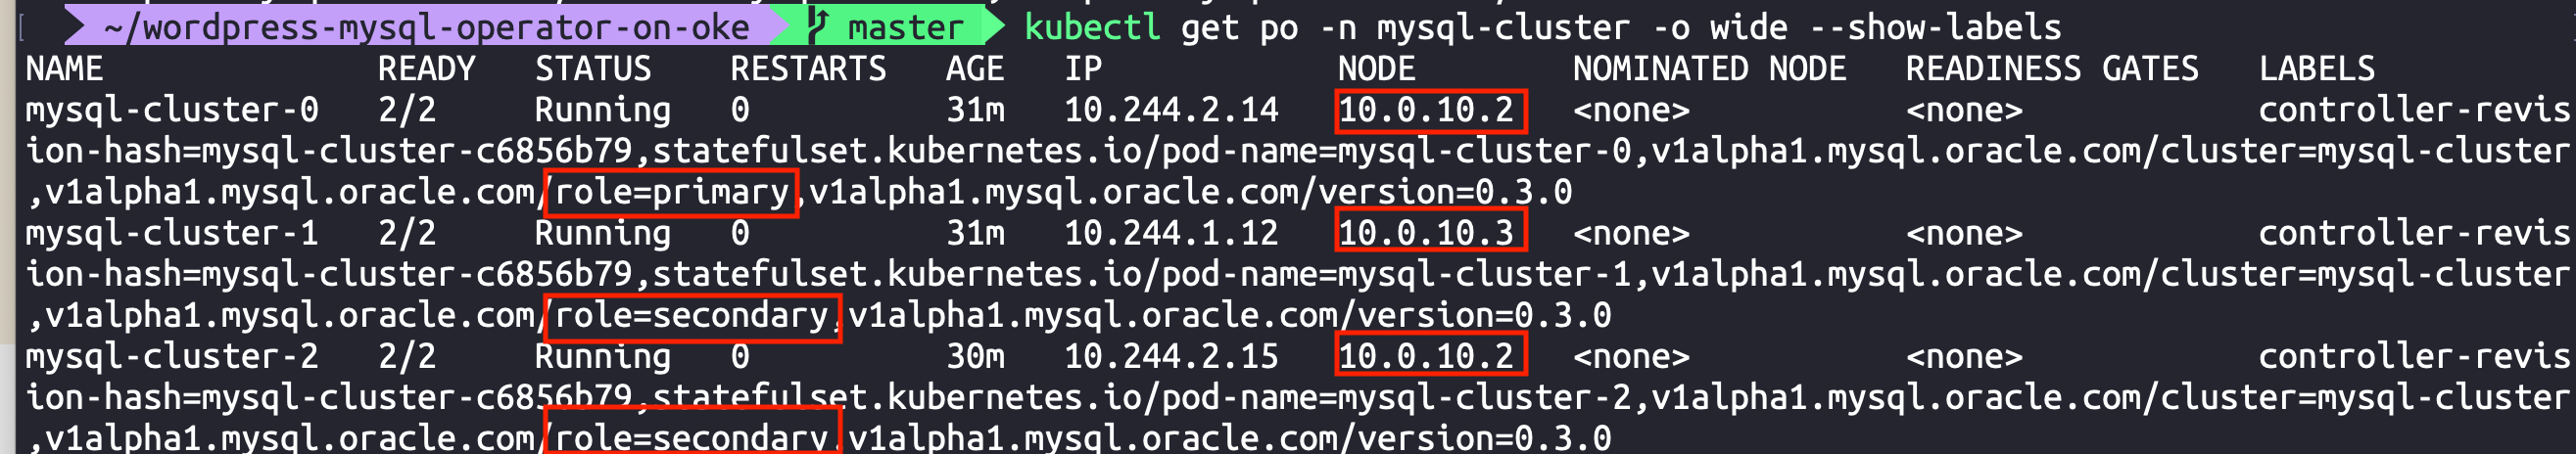 ~/wordpress-mysql-operator-on-oke master kubectl get po -n mysql-cluster -o wide --show-labels
NAME READY STATUS RESTARTS AGE IP NODE NOMINATED NODE READINESS GATES LABELS
mysql-cluster-0 2/2 Running 0 31m 10.244.2.14 10.0.10.2 <none> <none> controller-revis
ion-hash=mysql-cluster-c6856b79,statefulset.kubernetes.io/pod-name=mysql-cluster-0,v1alpha1.mysql.oracle.com/cluster=mysql-cluster
,v1alpha1.mysql.oracle.com/role=primary,v1alpha1.mysql.oracle.com/version=0.3.0
mysql-cluster-1 2/2 Running 0 31m 10.244.1.12 10.0.10.3 <none> <none> controller-revis
ion-hash=mysql-cluster-c6856b79,statefulset.kubernetes.io/pod-name=mysql-cluster-1,v1alpha1.mysql.oracle.com/cluster=mysql-cluster
,v1alpha1.mysql.oracle.com/role=secondary,v1alpha1.mysql.oracle.com/version=0.3.0
mysql-cluster-2 2/2 Running 0 30m 10.244.2.15 10.0.10.2 <none> <none> controller-revis
ion-hash=mysql-cluster-c6856b79,statefulset.kubernetes.io/pod-name=mysql-cluster-2,v1alpha1.mysql.oracle.com/cluster=mysql-cluster
,v1alpha1.mysql.oracle.com/role=secondary,v1alpha1.mysql.oracle.com/version=0.3.0